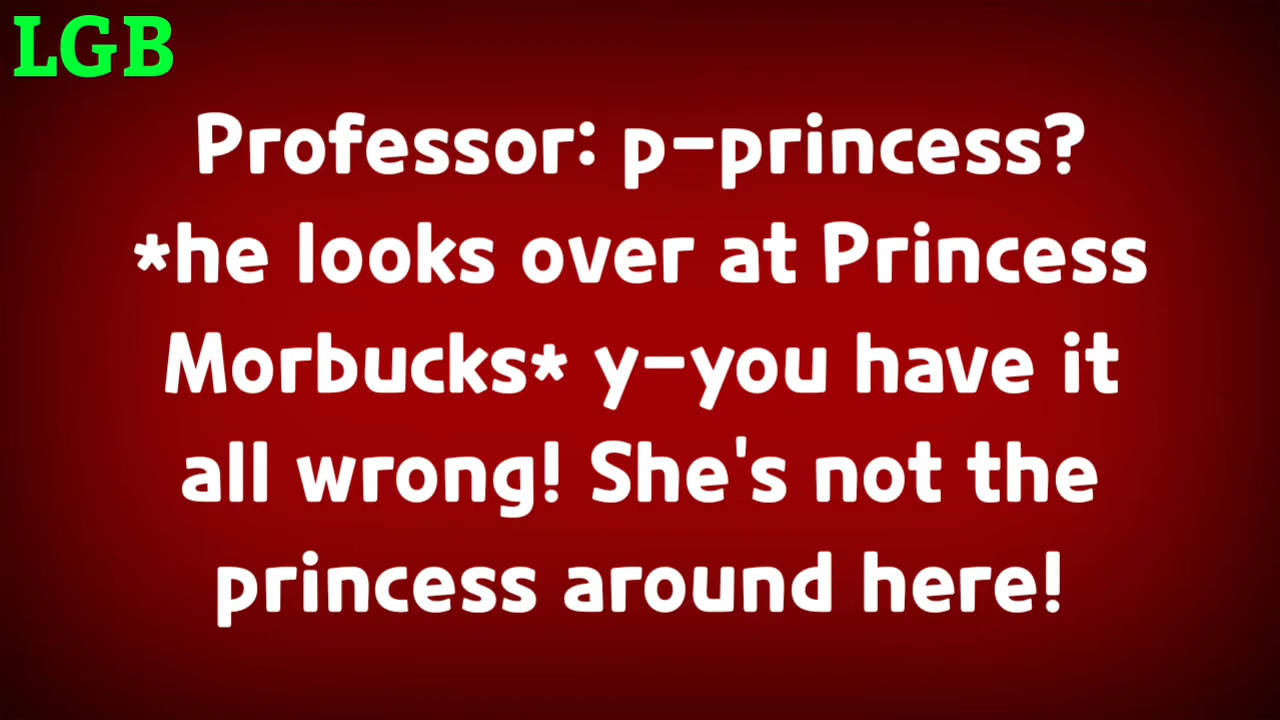 LGB
Professor: p-princess?
*he looks over at Princess
Morbucks* y-you have it
all wrong! She's not the
princess around here!